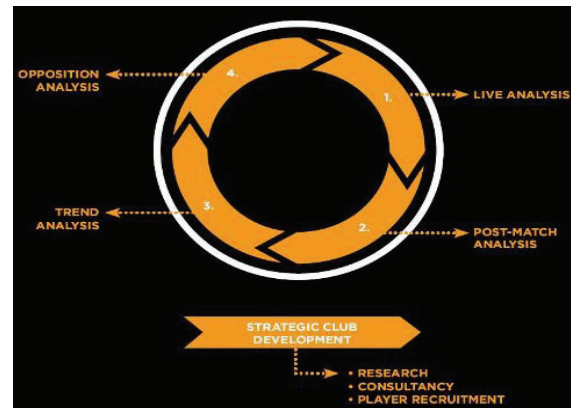 OPPOSITION
ANALYSIS
4.
1.
LIVE ANALYSIS
TREND
ANALYSIS
3.
2.
POST-MATCH
ANALYSIS
STRATEGIC CLUB
DEVELOPMENT
• RESEARCH
• CONSULTANCY
• PLAYER RECRUITMENT